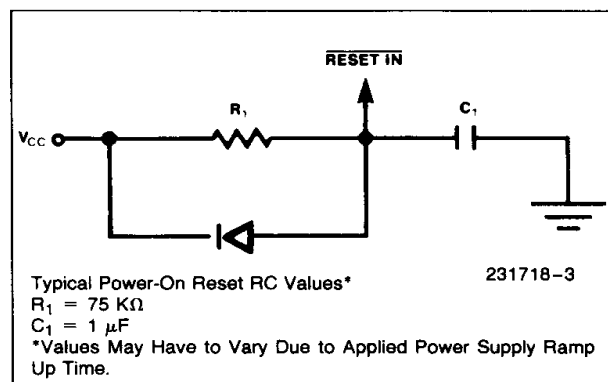 RESET IN
R₁
C₁
VCC
231718-3
Typical Power-On Reset RC Values*
R₁ = 75 KΩ
C₁ = 1 μF
*Values May Have to Vary Due to Applied Power Supply Ramp
Up Time.